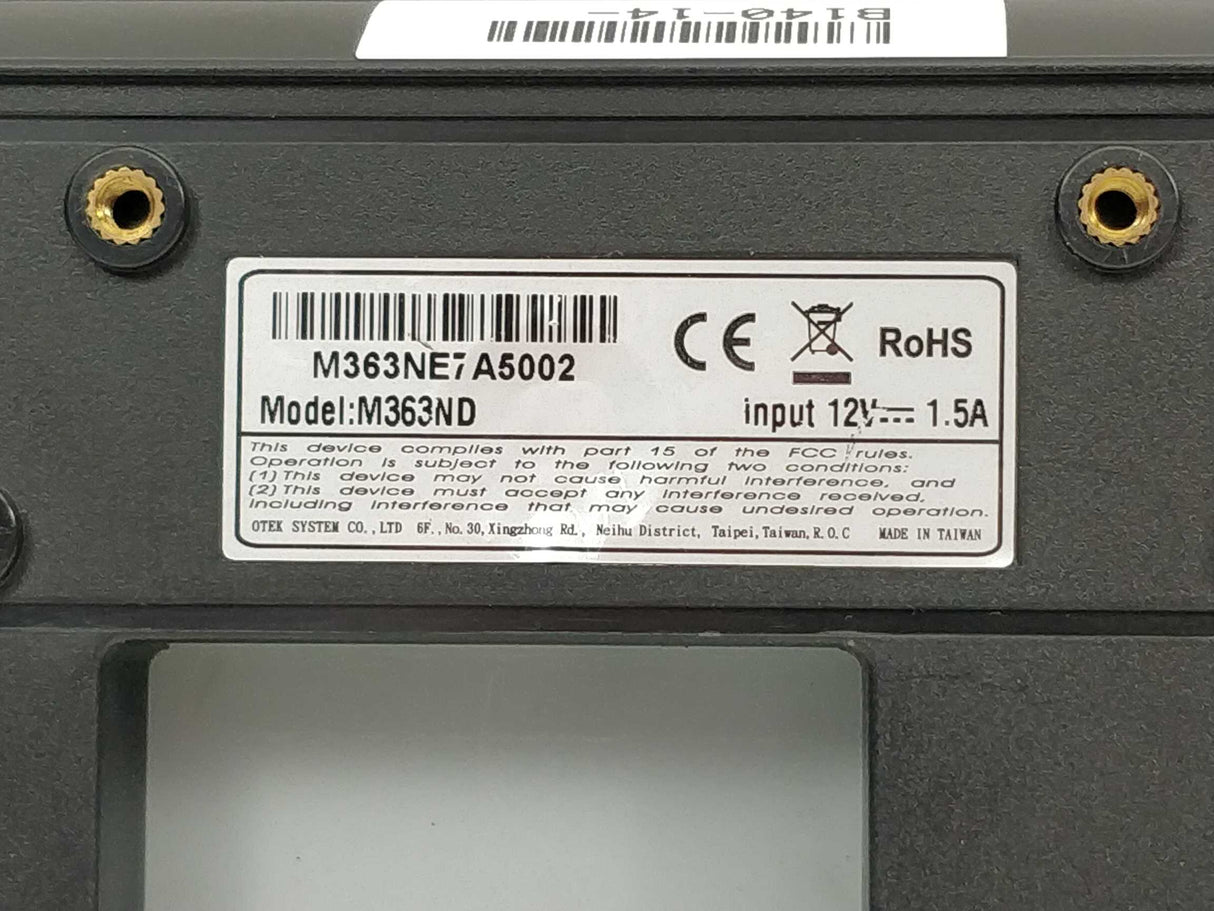 B140-14-
M363NE7A5002
CE
RoHS
Model:M363ND
input 12V⎓ 1.5A
This device complies with part 15 of the FCC rules.
Operation is subject to the following two conditions:
(1) This device may not cause harmful interference, and
(2) This device must accept any interference received,
including interference that may cause undesired operation.
OTEK SYSTEM CO.,LTD 6F., No.30,Xingzhong Rd., Neihu District, Taipei,Taiwan,R.O.C MADE IN TAIWAN